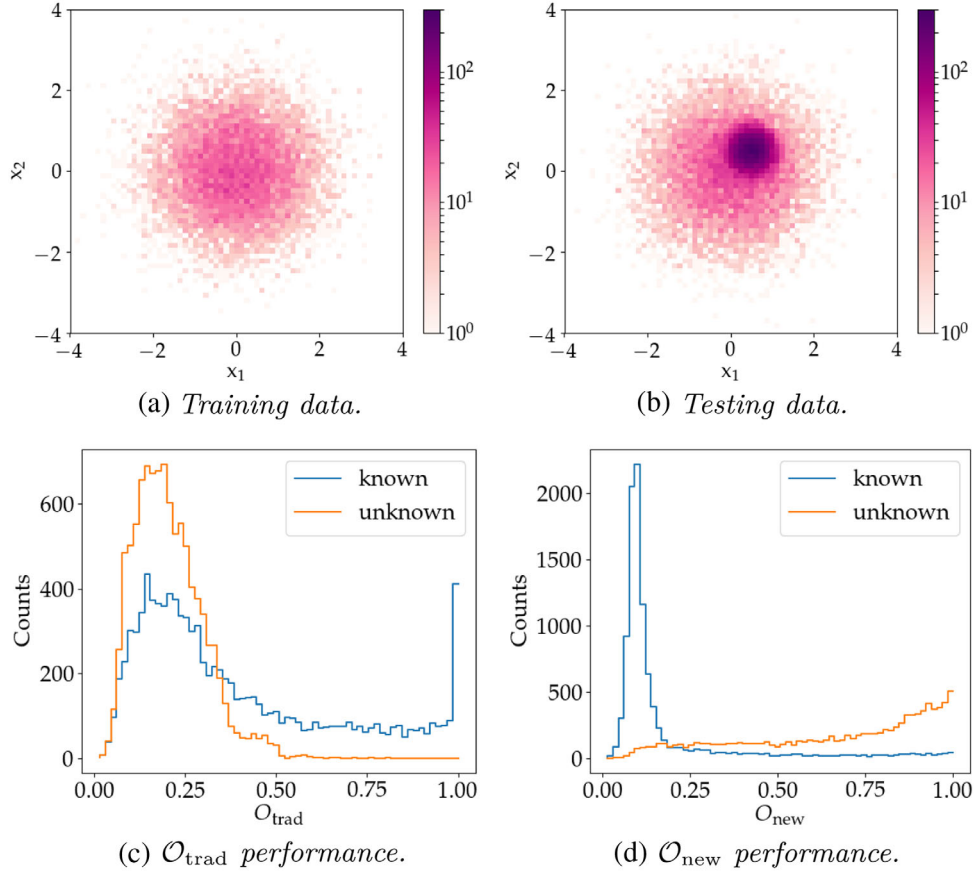 4
2
0
−2
−4
−4
−2
0
2
4
x₂
x₁
10²
10¹
10⁰
(a) Training data.
4
2
0
−2
−4
−4
−2
0
2
4
x₂
x₁
10²
10¹
10⁰
(b) Testing data.
600
400
200
0
Counts
known
unknown
0.00
0.25
0.50
0.75
1.00
O_trad
(c) 𝒪_trad performance.
2000
1500
1000
500
0
Counts
known
unknown
0.00
0.25
0.50
0.75
1.00
O_new
(d) 𝒪_new performance.